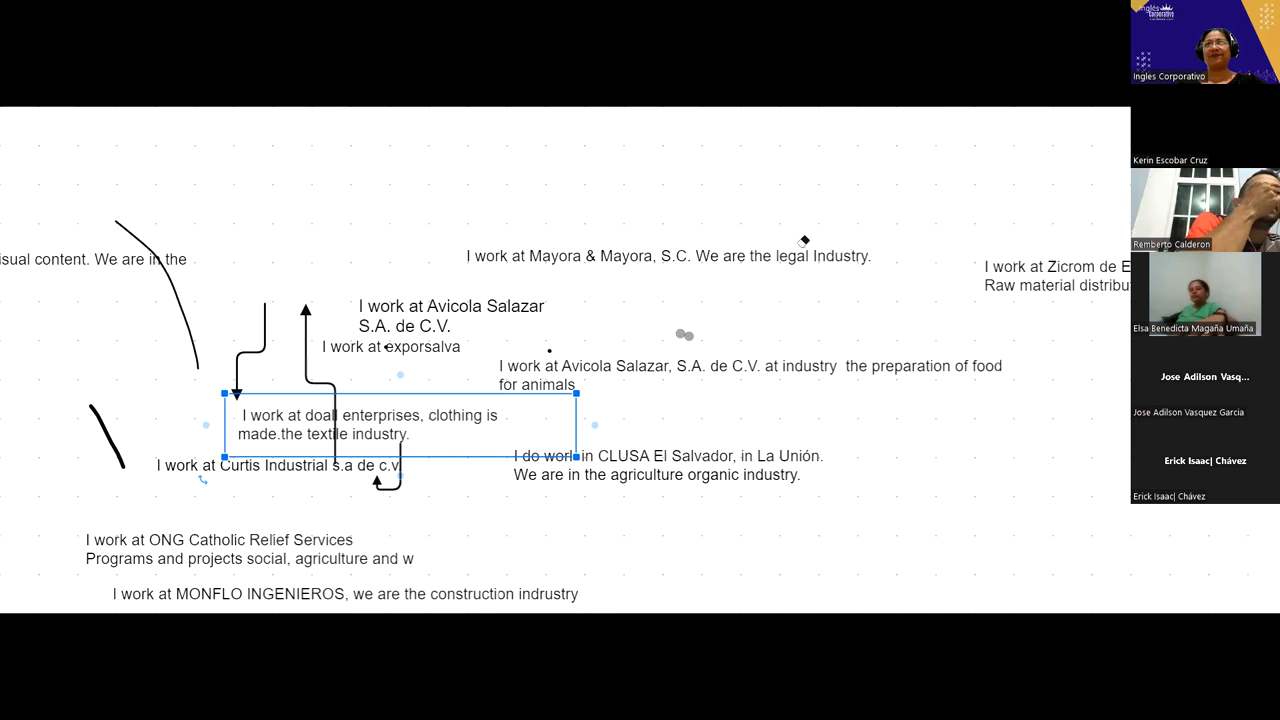 Inglés
corporativo
Ingles Corporativo
Kerin Escobar Cruz
Remberto Calderon
Elsa Benedicta Magaña Umaña
Jose Adilson Vasq...
Jose Adilson Vasquez Garcia
Erick Isaac| Chávez
Erick Isaac| Chávez
isual content. We are in the
I work at Mayora & Mayora, S.C. We are the legal Industry.
I work at Zicrom de E
Raw material distribu
I work at Avicola Salazar
S.A. de C.V.
I work at exporsalva
I work at Avicola Salazar, S.A. de C.V. at industry the preparation of food
for animals
I work at doall enterprises, clothing is
made.the textile industry.
I work at Curtis Industrial s.a de c.v
I do work in CLUSA El Salvador, in La Unión.
We are in the agriculture organic industry.
I work at ONG Catholic Relief Services
Programs and projects social, agriculture and w
I work at MONFLO INGENIEROS, we are the construction indrustry